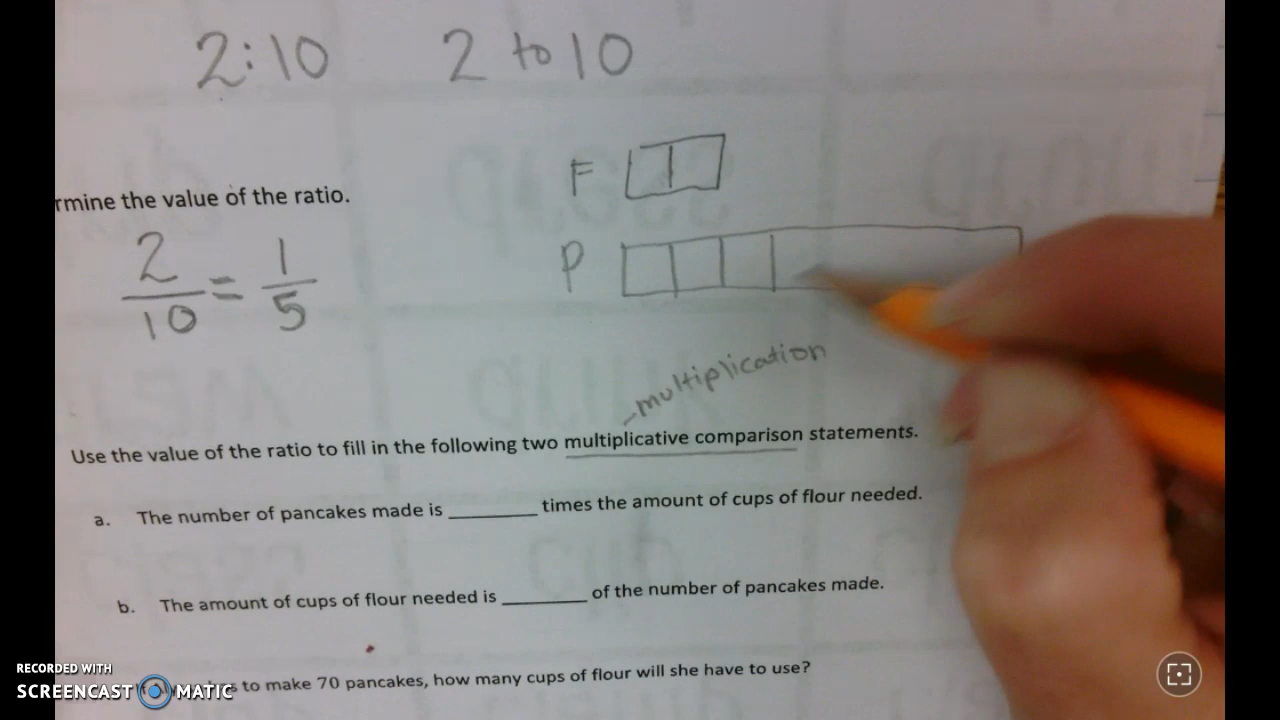 2:10 2 to 10
F
rmine the value of the ratio.
P
2/10 = 1/5
multiplication
Use the value of the ratio to fill in the following two multiplicative comparison statements.
a. The number of pancakes made is ________ times the amount of cups of flour needed.
b. The amount of cups of flour needed is ________ of the number of pancakes made.
to make 70 pancakes, how many cups of flour will she have to use?
RECORDED WITH
SCREENCAST MATIC